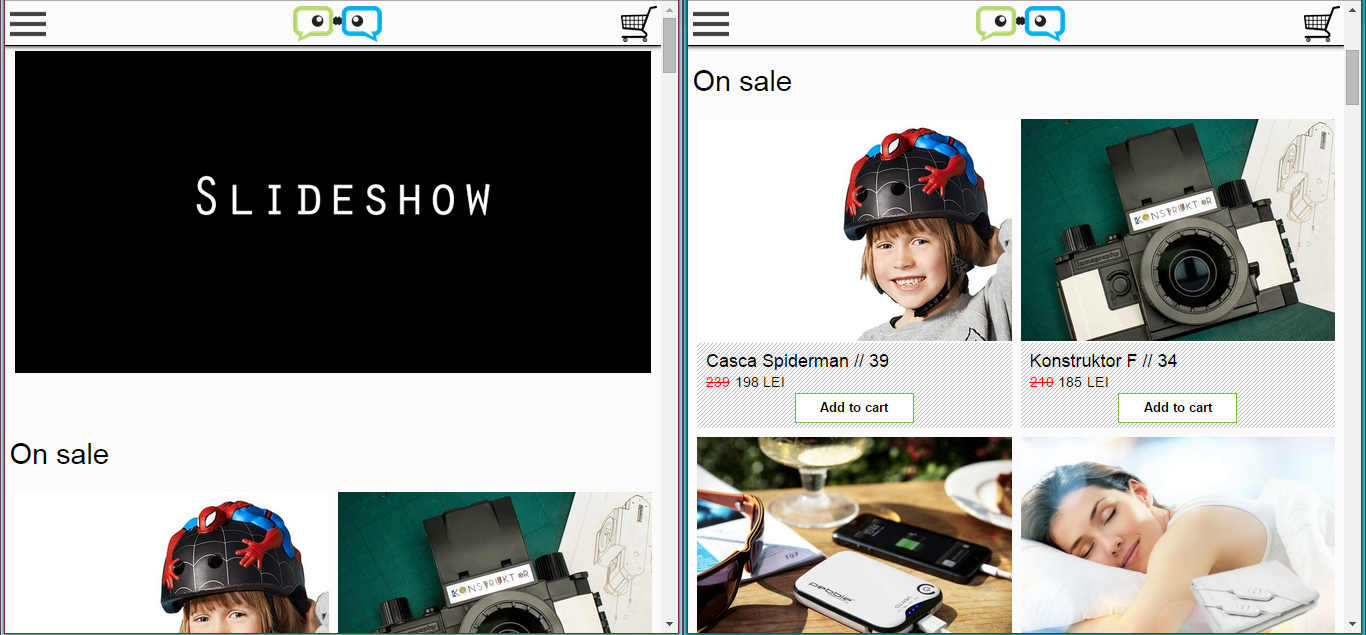 SLIDESHOW
On sale
KONSTRUKTOR
On sale
KONSTRUKTOR
Casca Spiderman // 39
239 198 LEI
Add to cart
Konstruktor F // 34
210 185 LEI
Add to cart
pebble